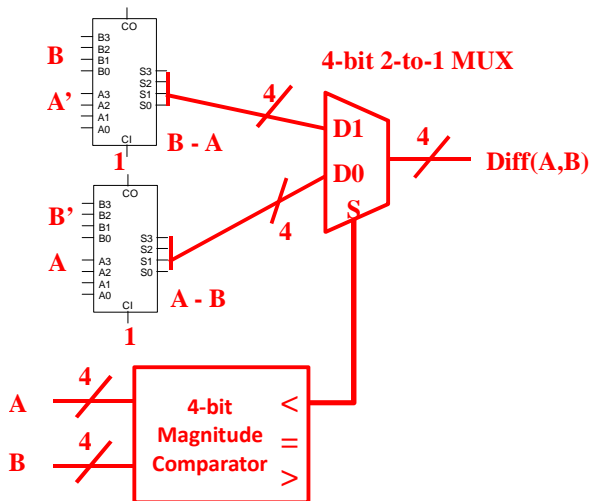 CO
B3
B2
B1
B0
A3
A2
A1
A0
S3
S2
S1
S0
CI
B
A'
1
B - A
4
4-bit 2-to-1 MUX
D1
D0
S
4
Diff(A,B)
CO
B3
B2
B1
B0
A3
A2
A1
A0
S3
S2
S1
S0
CI
B'
A
1
A - B
4
A
4
B
4
4-bit
Magnitude
Comparator
<
=
>